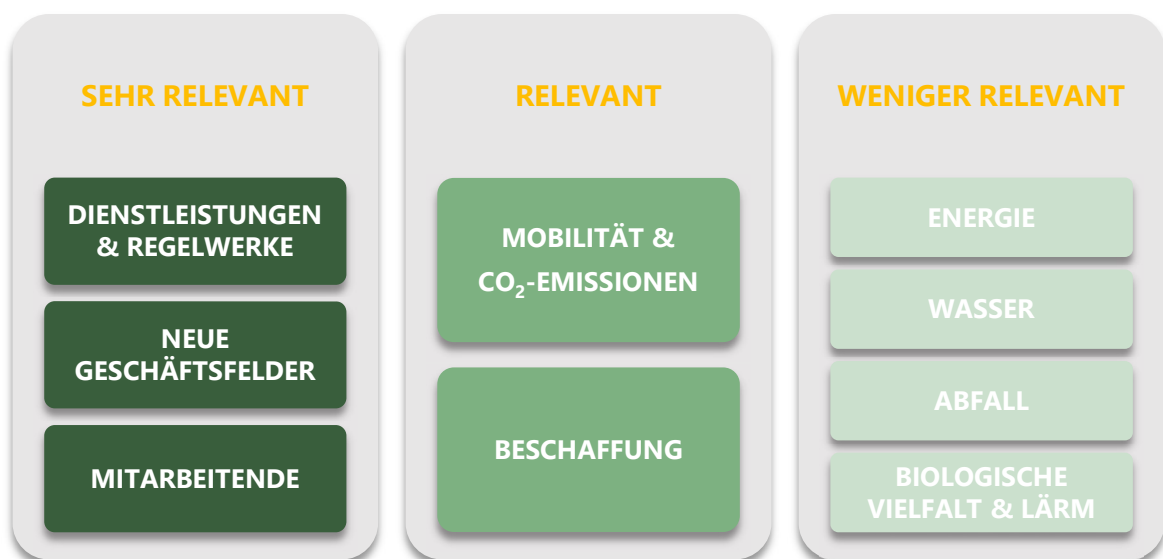 SEHR RELEVANT
DIENSTLEISTUNGEN
& REGELWERKE
NEUE
GESCHÄFTSFELDER
MITARBEITENDE
RELEVANT
MOBILITÄT &
CO₂-EMISSIONEN
BESCHAFFUNG
WENIGER RELEVANT
ENERGIE
WASSER
ABFALL
BIOLOGISCHE
VIELFALT & LÄRM